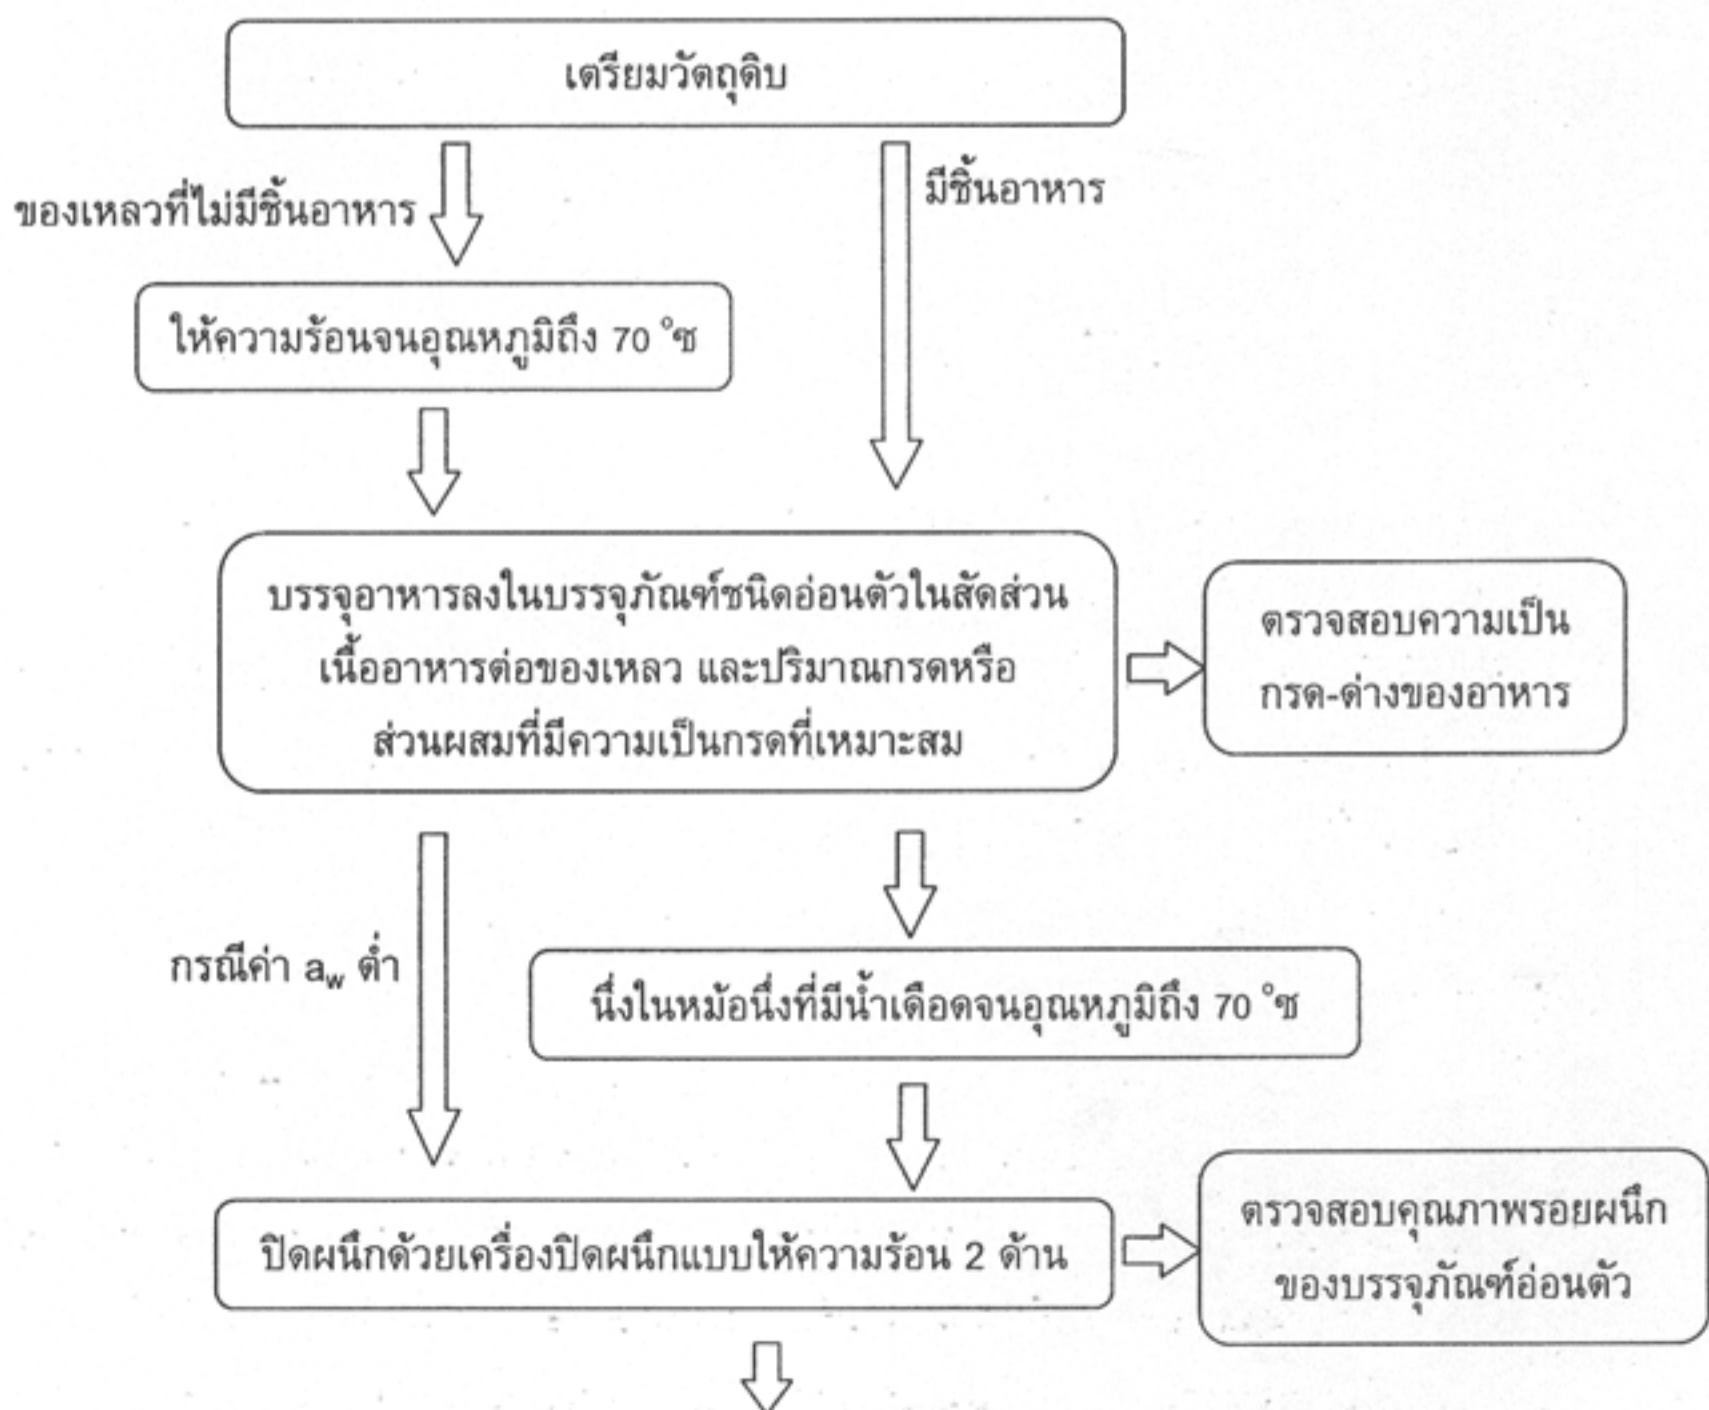 เตรียมวัตถุดิบ
ของเหลวที่ไม่มีชิ้นอาหาร
มีชิ้นอาหาร
ให้ความร้อนจนอุณหภูมิถึง 70 °ซ
บรรจุอาหารลงในบรรจุภัณฑ์ชนิดอ่อนตัวในสัดส่วน
เนื้ออาหารต่อของเหลว และปริมาณกรดหรือ
ส่วนผสมที่มีความเป็นกรดที่เหมาะสม
ตรวจสอบความเป็น
กรด-ด่างของอาหาร
กรณีค่า a_w ต่ำ
นึ่งในหม้อนึ่งที่มีน้ำเดือดจนอุณหภูมิถึง 70 °ซ
ปิดผนึกด้วยเครื่องปิดผนึกแบบให้ความร้อน 2 ด้าน
ตรวจสอบคุณภาพรอยผนึก
ของบรรจุภัณฑ์อ่อนตัว